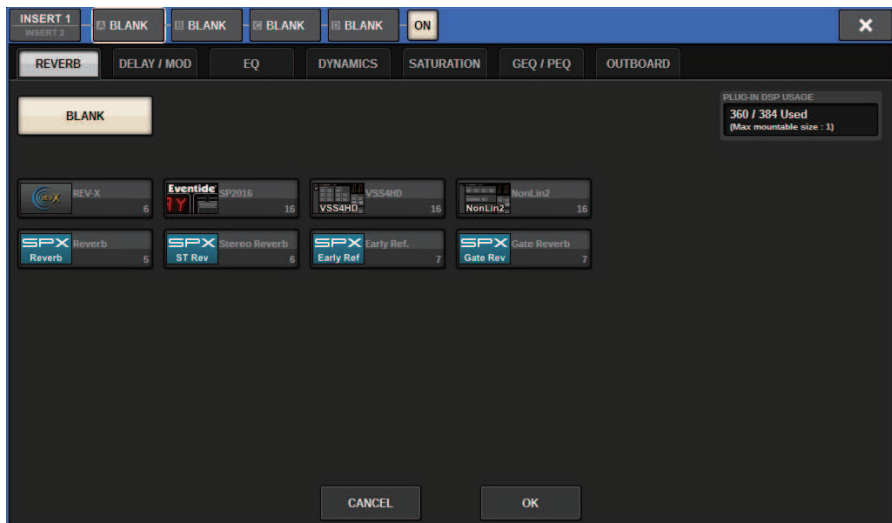 INSERT 1
INSERT 2
A BLANK
B BLANK
C BLANK
D BLANK
ON
REVERB
DELAY / MOD
EQ
DYNAMICS
SATURATION
GEQ / PEQ
OUTBOARD
BLANK
PLUG-IN DSP USAGE
360 / 384 Used
(Max mountable size : 1)
REV-X
6
Eventide
SP2016
16
VSS4HD
VSS4HD
16
NonLin2
NonLin2
16
SPX
Reverb
Reverb
5
SPX
ST Rev
Stereo Reverb
6
SPX
Early Ref
Early Ref.
7
SPX
Gate Rev
Gate Reverb
7
CANCEL
OK